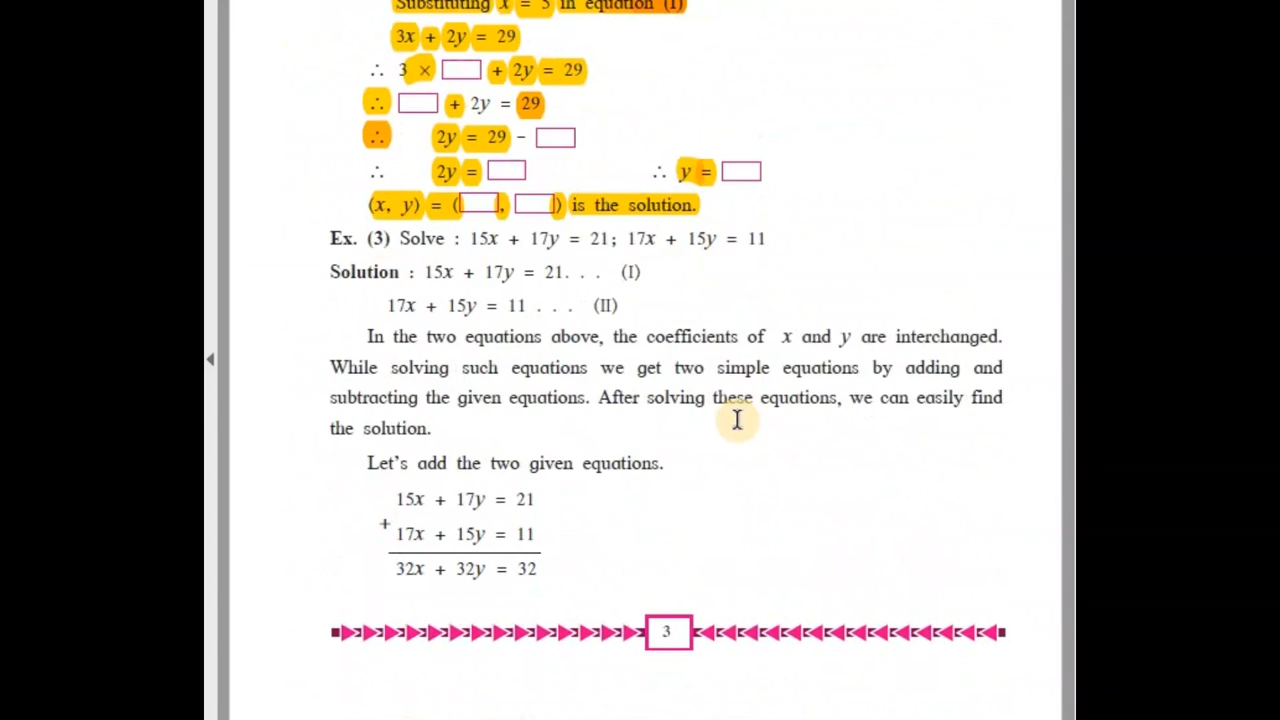 Substituting x = 5 in equation (I)
3x + 2y = 29
∴ 3 × □ + 2y = 29
∴ □ + 2y = 29
∴ 2y = 29 - □
∴ 2y = □ ∴ y = □
(x, y) = (□, □) is the solution.
Ex. (3) Solve : 15x + 17y = 21; 17x + 15y = 11
Solution : 15x + 17y = 21. . . (I)
17x + 15y = 11 . . . (II)
In the two equations above, the coefficients of x and y are interchanged.
While solving such equations we get two simple equations by adding and
subtracting the given equations. After solving these equations, we can easily find
the solution.
Let's add the two given equations.
15x + 17y = 21
+
17x + 15y = 11
32x + 32y = 32
3